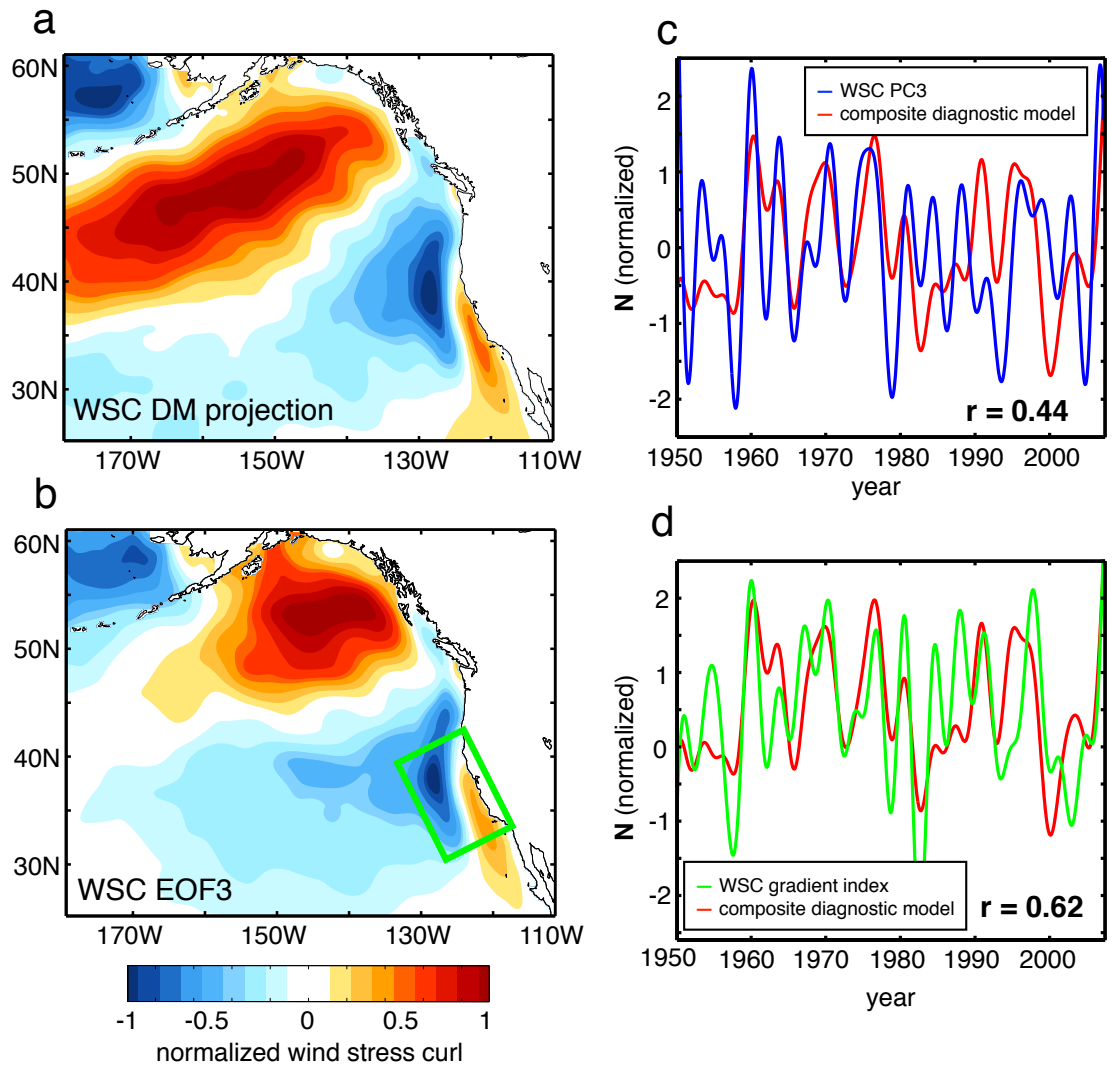 a
60N
50N
40N
30N
WSC DM projection
170W 150W 130W 110W
b
60N
50N
40N
30N
WSC EOF3
170W 150W 130W 110W
-1 -0.5 0 0.5 1
normalized wind stress curl
c
WSC PC3
composite diagnostic model
2
1
0
-1
-2
N (normalized)
r = 0.44
1950 1960 1970 1980 1990 2000
year
d
2
1
0
-1
-2
N (normalized)
WSC gradient index
composite diagnostic model
r = 0.62
1950 1960 1970 1980 1990 2000
year